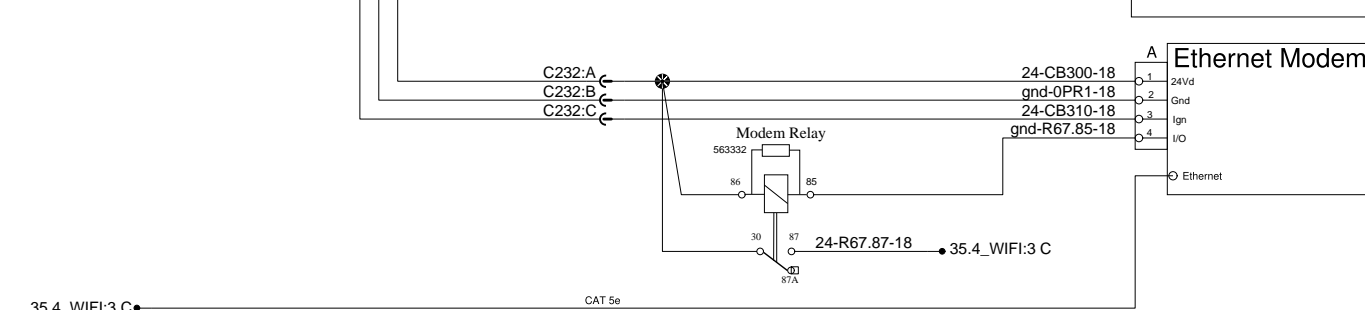 A
Ethernet Modem
C232:A
24-CB300-18
1
24Vd
C232:B
gnd-0PR1-18
2
Gnd
C232:C
24-CB310-18
3
Ign
Modem Relay
gnd-R67.85-18
4
I/O
563332
86
85
Ethernet
30
87
24-R67.87-18
35.4_WIFI:3 C
87A
CAT 5e
35.4_WIFI:3 C